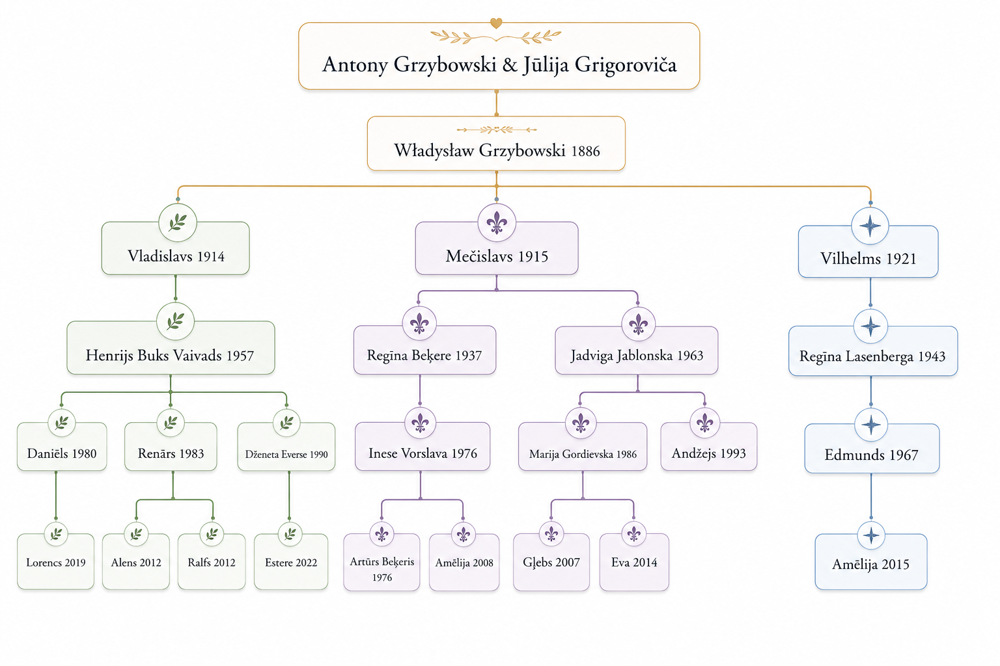 Antony Grzybowski & Jūlija Grigoroviča
Władysław Grzybowski 1886
Vladislavs 1914
Mečislavs 1915
Vilhelms 1921
Henrijs Buks Vaivads 1957
Regīna Beķere 1937
Jadviga Jablonska 1963
Regīna Lasenberga 1943
Daniēls 1980
Renārs 1983
Dženeta Everse 1990
Inese Vorslava 1976
Marija Gordievska 1986
Andžejs 1993
Edmunds 1967
Lorencs 2019
Alens 2012
Ralfs 2012
Estere 2022
Artūrs Beķeris
1976
Amēlija 2008
Gļebs 2007
Eva 2014
Amēlija 2015